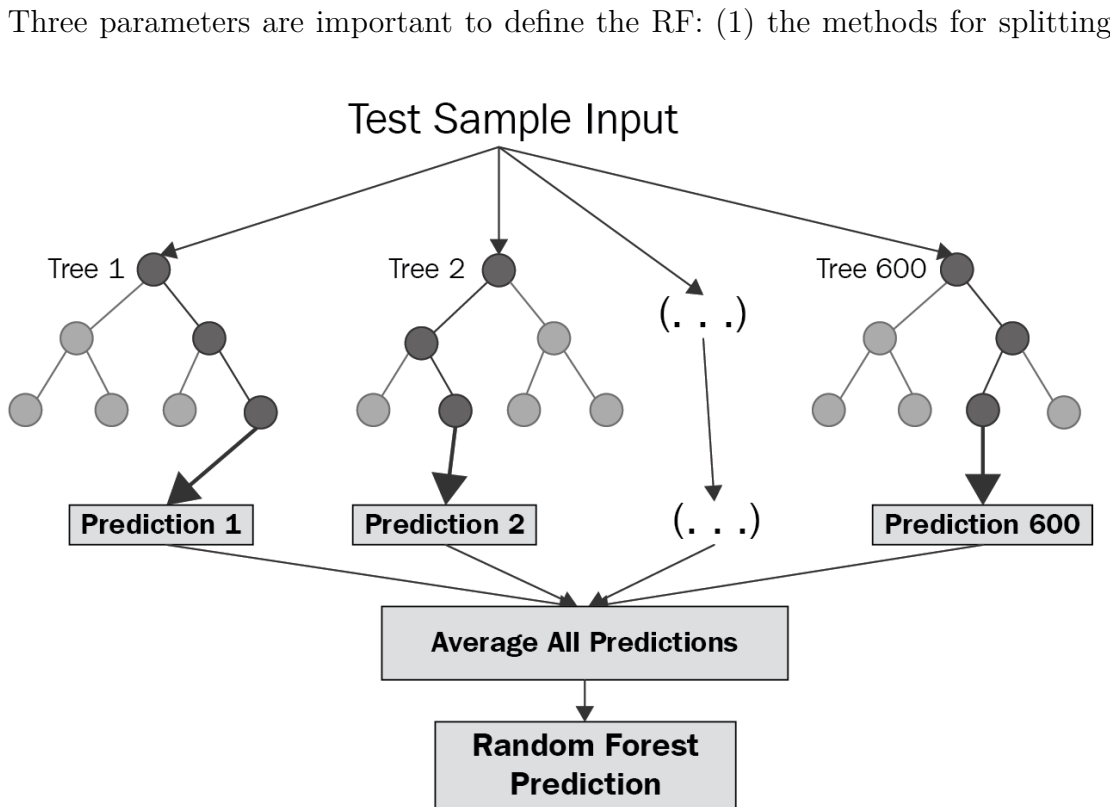 Three parameters are important to define the RF: (1) the methods for splitting
Test Sample Input
Tree 1
Tree 2
Tree 600
(. . .)
Prediction 1
Prediction 2
(. . .)
Prediction 600
Average All Predictions
Random Forest
Prediction